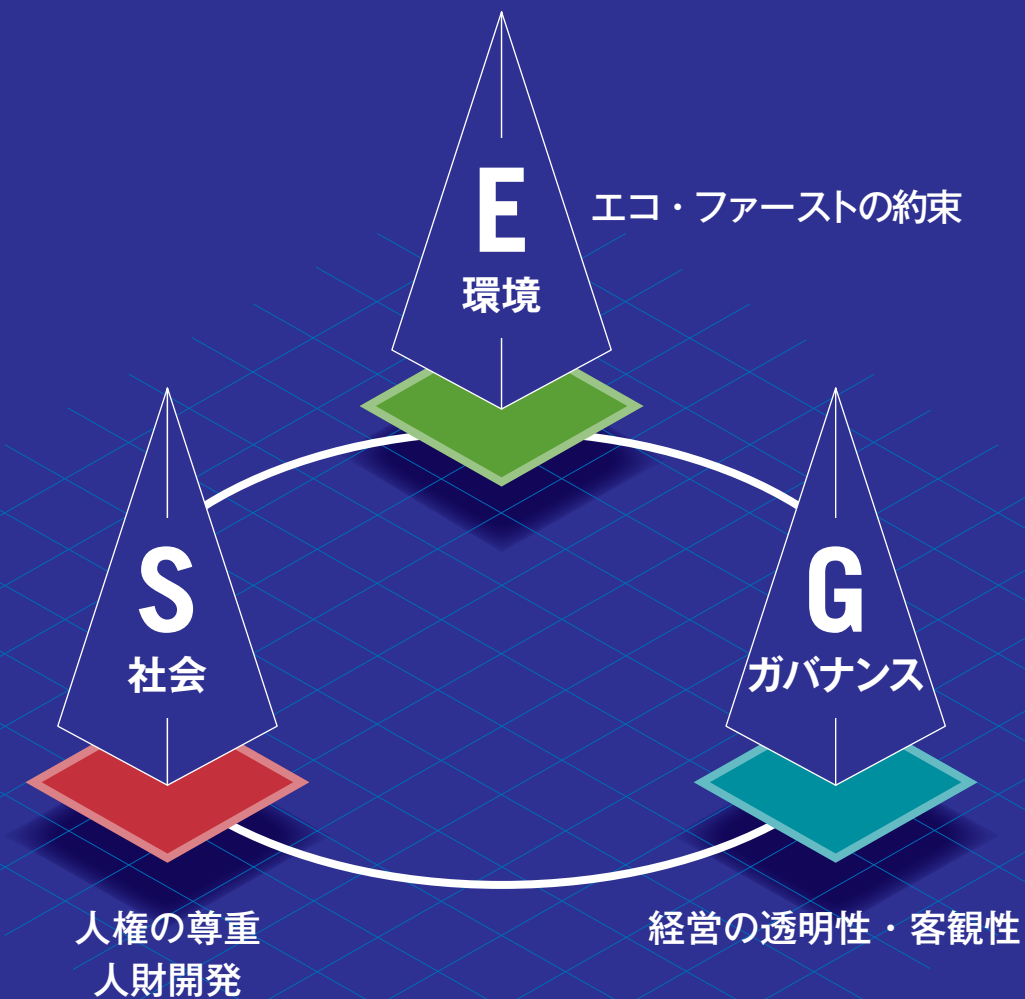 E
環境
エコ・ファーストの約束
S
社会
人権の尊重
人財開発
G
ガバナンス
経営の透明性・客観性